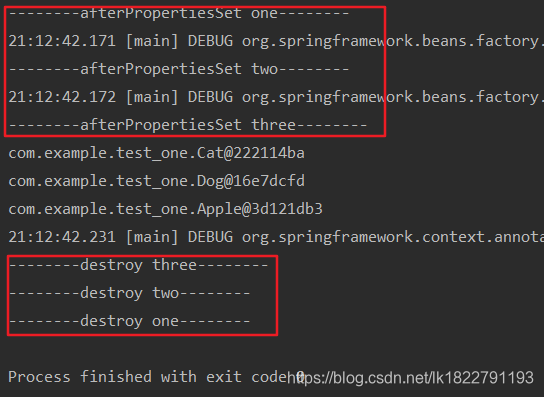 --------afterPropertiesSet one--------
21:12:42.171 [main] DEBUG org.springframework.beans.factory.
--------afterPropertiesSet two--------
21:12:42.172 [main] DEBUG org.springframework.beans.factory.
--------afterPropertiesSet three--------
com.example.test_one.Cat@222114ba
com.example.test_one.Dog@16e7dcfd
com.example.test_one.Apple@3d121db3
21:12:42.231 [main] DEBUG org.springframework.context.annota
--------destroy three--------
--------destroy two--------
--------destroy one--------
Process finished with exit code 0
https://blog.csdn.net/lk1822791193